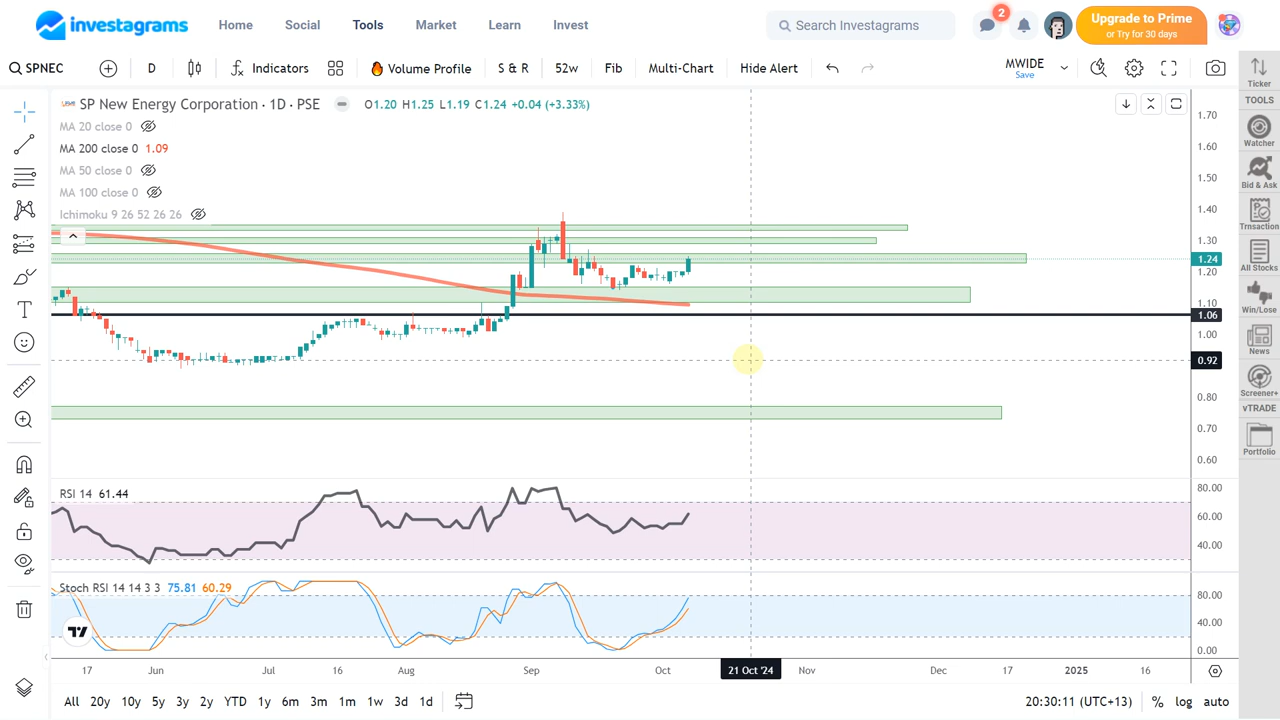 investagrams
Home
Social
Tools
Market
Learn
Invest
Search Investagrams
2
Upgrade to Prime
or Try for 30 days
SPNEC
D
Indicators
Volume Profile
S & R
52w
Fib
Multi-Chart
Hide Alert
MWIDE
Save
Ticker
TOOLS
Watcher
Bid & Ask
Trnsaction
All Stocks
Win/Lose
News
Screener+
vTRADE
Portfolio
SP New Energy Corporation · 1D · PSE
O1.20 H1.25 L1.19 C1.24 +0.04 (+3.33%)
MA 20 close 0
MA 200 close 0 1.09
MA 50 close 0
MA 100 close 0
Ichimoku 9 26 52 26 26
1.70
1.60
1.50
1.40
1.30
1.24
1.20
1.10
1.06
1.00
0.92
0.80
0.70
0.60
RSI 14 61.44
80.00
60.00
40.00
Stoch RSI 14 14 3 3 75.81 60.29
80.00
40.00
0.00
17
Jun
Jul
16
Aug
Sep
Oct
21 Oct '24
Nov
Dec
17
2025
16
All
20y
10y
5y
3y
2y
YTD
1y
6m
3m
1m
1w
3d
1d
20:30:11 (UTC+13)
%
log
auto